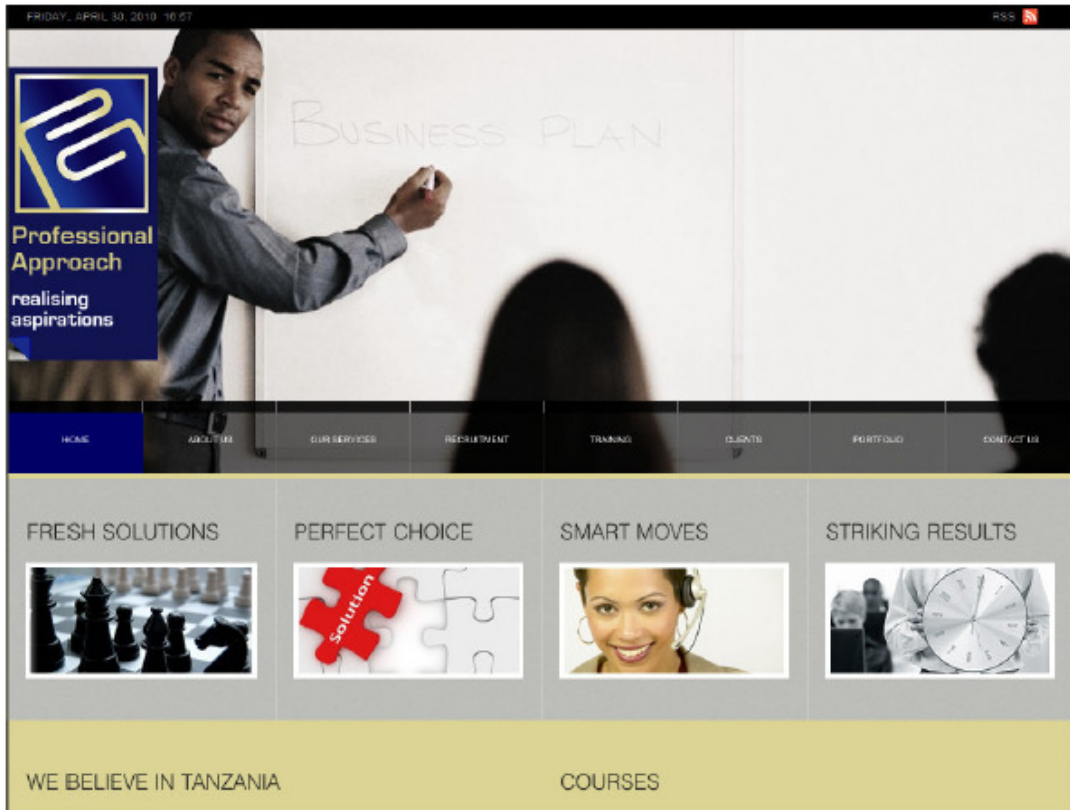 FRIDAY, APRIL 30, 2010 16:57
RSS
BUSINESS PLAN
Professional
Approach
realising
aspirations
HOME
ABOUT US
OUR SERVICES
RECRUITMENT
TRAINING
CLIENTS
PORTFOLIO
CONTACT US
FRESH SOLUTIONS
PERFECT CHOICE
SMART MOVES
STRIKING RESULTS
Solution
WE BELIEVE IN TANZANIA
COURSES